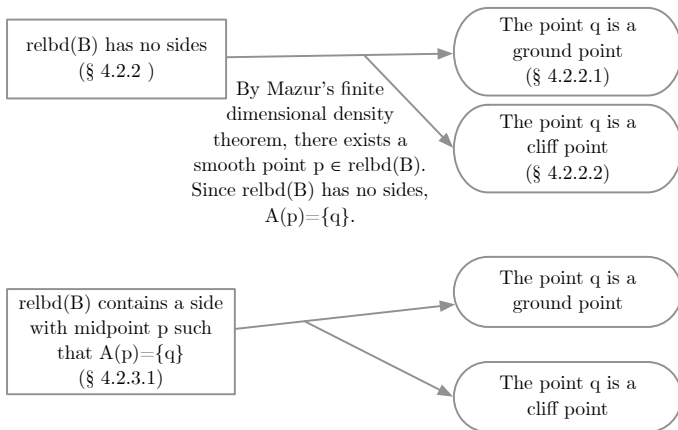 relbd(B) has no sides
(§ 4.2.2 )
The point q is a
ground point
(§ 4.2.2.1)
By Mazur's finite
dimensional density
theorem, there exists a
smooth point p ∈ relbd(B).
Since relbd(B) has no sides,
A(p)={q}.
The point q is a
cliff point
(§ 4.2.2.2)
relbd(B) contains a side
with midpoint p such
that A(p)={q}
(§ 4.2.3.1)
The point q is a
ground point
The point q is a
cliff point